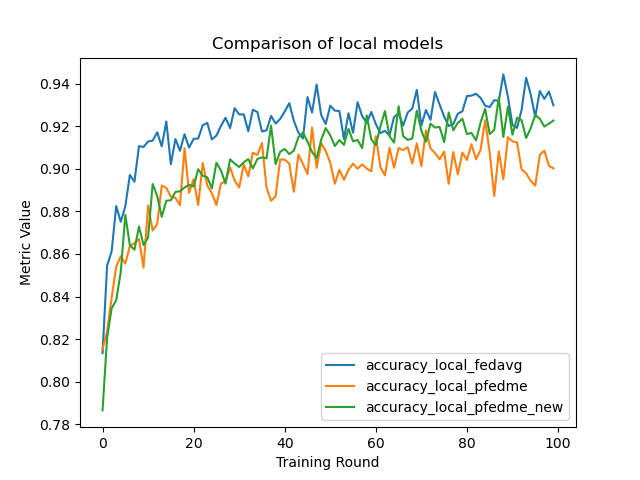 Comparison of local models
0.94
0.92
0.90
0.88
0.86
0.84
0.82
0.80
0.78
Metric Value
0 20 40 60 80 100
Training Round
accuracy_local_fedavg
accuracy_local_pfedme
accuracy_local_pfedme_new